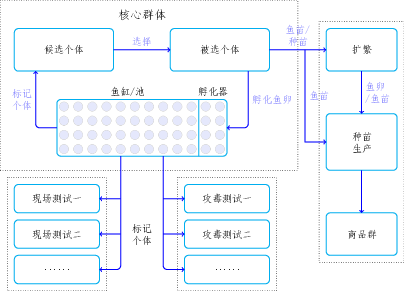 核心群体
候选个体
选择
被选个体
鱼苗/
种苗
扩繁
标记
个体
鱼缸/池
孵化器
孵化鱼卵
鱼苗
鱼卵
/鱼苗
种苗
生产
现场测试一
现场测试二
……
标记
个体
攻毒测试一
攻毒测试二
……
商品群